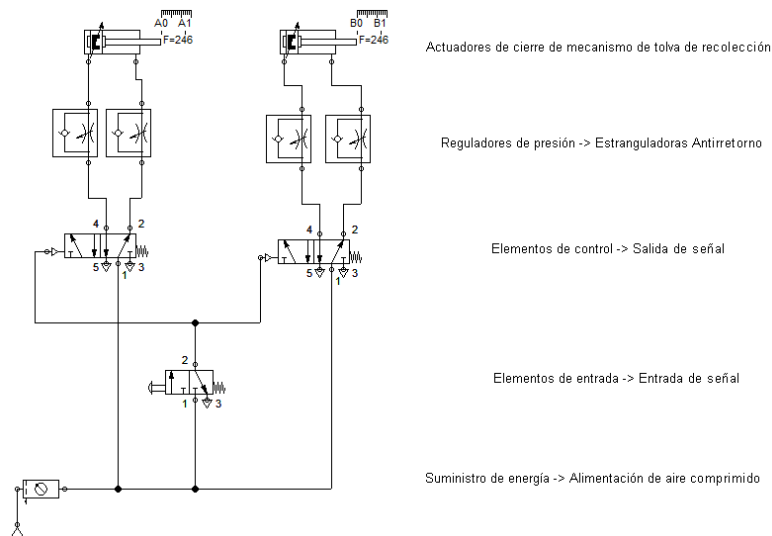 A0 A1
B0 B1
F=246
F=246
Actuadores de cierre de mecanismo de tolva de recolección
Reguladores de presión -> Estranguladoras Antirretorno
4 2
4 2
Elementos de control -> Salida de señal
5 1 3
5 1 3
2
Elementos de entrada -> Entrada de señal
1 3
Suministro de energía -> Alimentación de aire comprimido